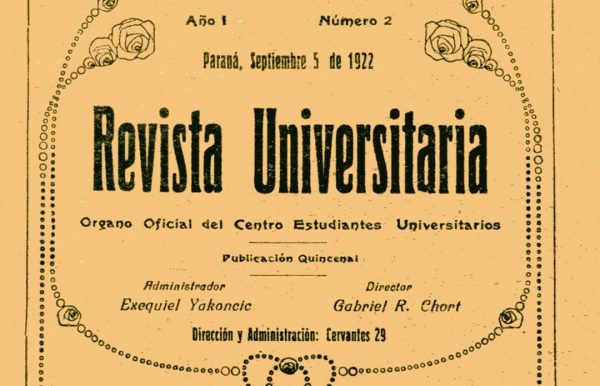 Año I Número 2
Paraná, Septiembre 5 de 1922
Revista Universitaria
Organo Oficial del Centro Estudiantes Universitarios
Publicación Quincenal
Administrador Director
Exequiel Yakoncic Gabriel R. Chort
Dirección y Administración: Cervantes 29